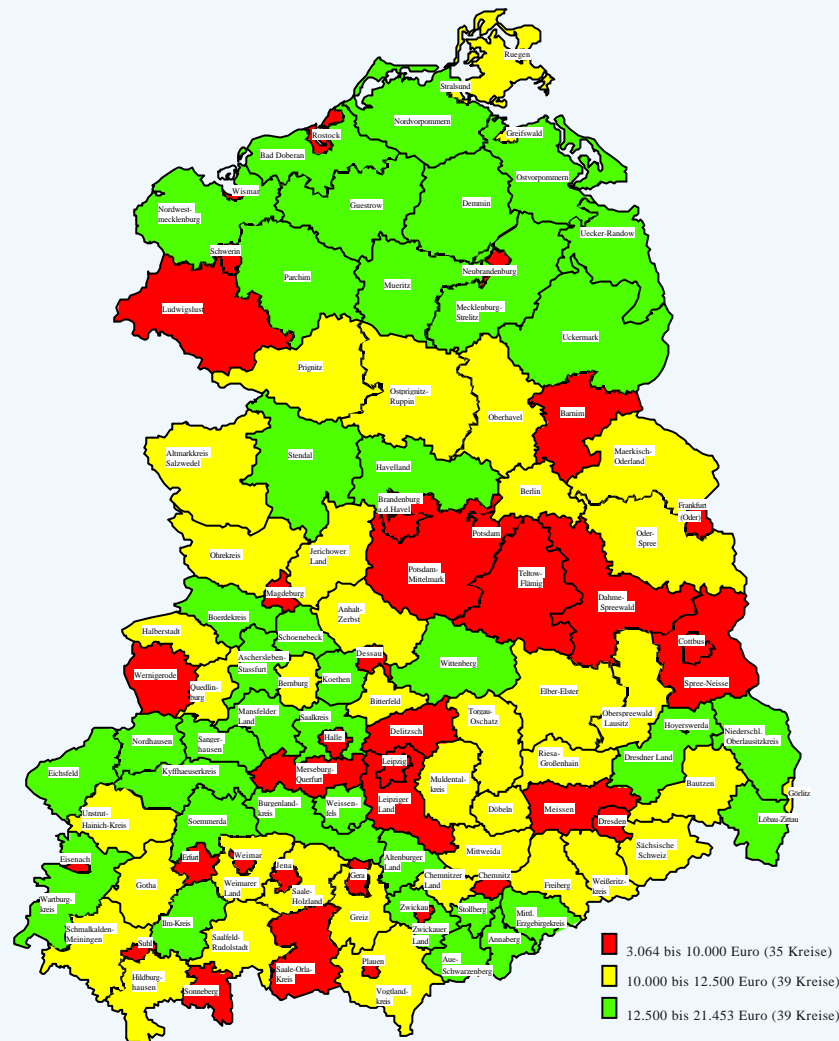 Ruegen
Stralsund
Nordvorpommern
Greifswald
Rostock
Bad Doberan
Ostvorpommern
Wismar
Guestrow
Demmin
Nordwest-
mecklenburg
Uecker-Randow
Schwerin
Parchim
Mueritz
Neubrandenburg
Ludwigslust
Mecklenburg-
Strelitz
Uckermark
Prignitz
Ostprignitz-
Ruppin
Oberhavel
Barnim
Altmarkkreis
Salzwedel
Stendal
Havelland
Maerkisch-
Oderland
Berlin
Brandenburg
a.d.Havel
Frankfurt
(Oder)
Potsdam
Oder-
Spree
Ohrekreis
Jerichower
Land
Potsdam-
Mittelmark
Teltow-
Flämig
Magdeburg
Dahme-
Spreewald
Boerdekreis
Anhalt-
Zerbst
Halberstadt
Schoenebeck
Cottbus
Aschersleben-
Stassfurt
Dessau
Wittenberg
Wernigerode
Quedlin-
burg
Bernburg
Koethen
Spree-Neisse
Bitterfeld
Elber-Elster
Mansfelder
Land
Saalkreis
Torgau-
Oschatz
Oberspreewald
Lausitz
Hoyerswerda
Niederschl.
Oberlausitzkreis
Nordhausen
Sanger-
hausen
Halle
Delitzsch
Eichsfeld
Kyffhaeuserkreis
Merseburg-
Querfurt
Leipzig
Muldental-
kreis
Riesa-
Großenhain
Dresdner Land
Bautzen
Görlitz
Unstrut-
Hainich-Kreis
Soemmerda
Burgenland-
kreis
Weissen-
fels
Leipziger
Land
Döbeln
Meissen
Dresden
Löbau-Zittau
Eisenach
Erfurt
Weimar
Jena
Gera
Altenburger
Land
Mittweida
Sächsische
Schweiz
Wartburg-
kreis
Gotha
Weimarer
Land
Saale-
Holzland
Chemnitzer
Land
Chemnitz
Freiberg
Weißeritz-
kreis
Schmalkalden-
Meiningen
Ilm-Kreis
Greiz
Zwickau
Stollberg
Mittl.
Erzgebirgekreis
Suhl
Saalfeld-
Rudolstadt
Zwickauer
Land
Annaberg
Hildburg-
hausen
Sonneberg
Saale-Orla-
Kreis
Plauen
Aue-
Schwarzenberg
Vogtland-
kreis
3.064 bis 10.000 Euro (35 Kreise)
10.000 bis 12.500 Euro (39 Kreise)
12.500 bis 21.453 Euro (39 Kreise)